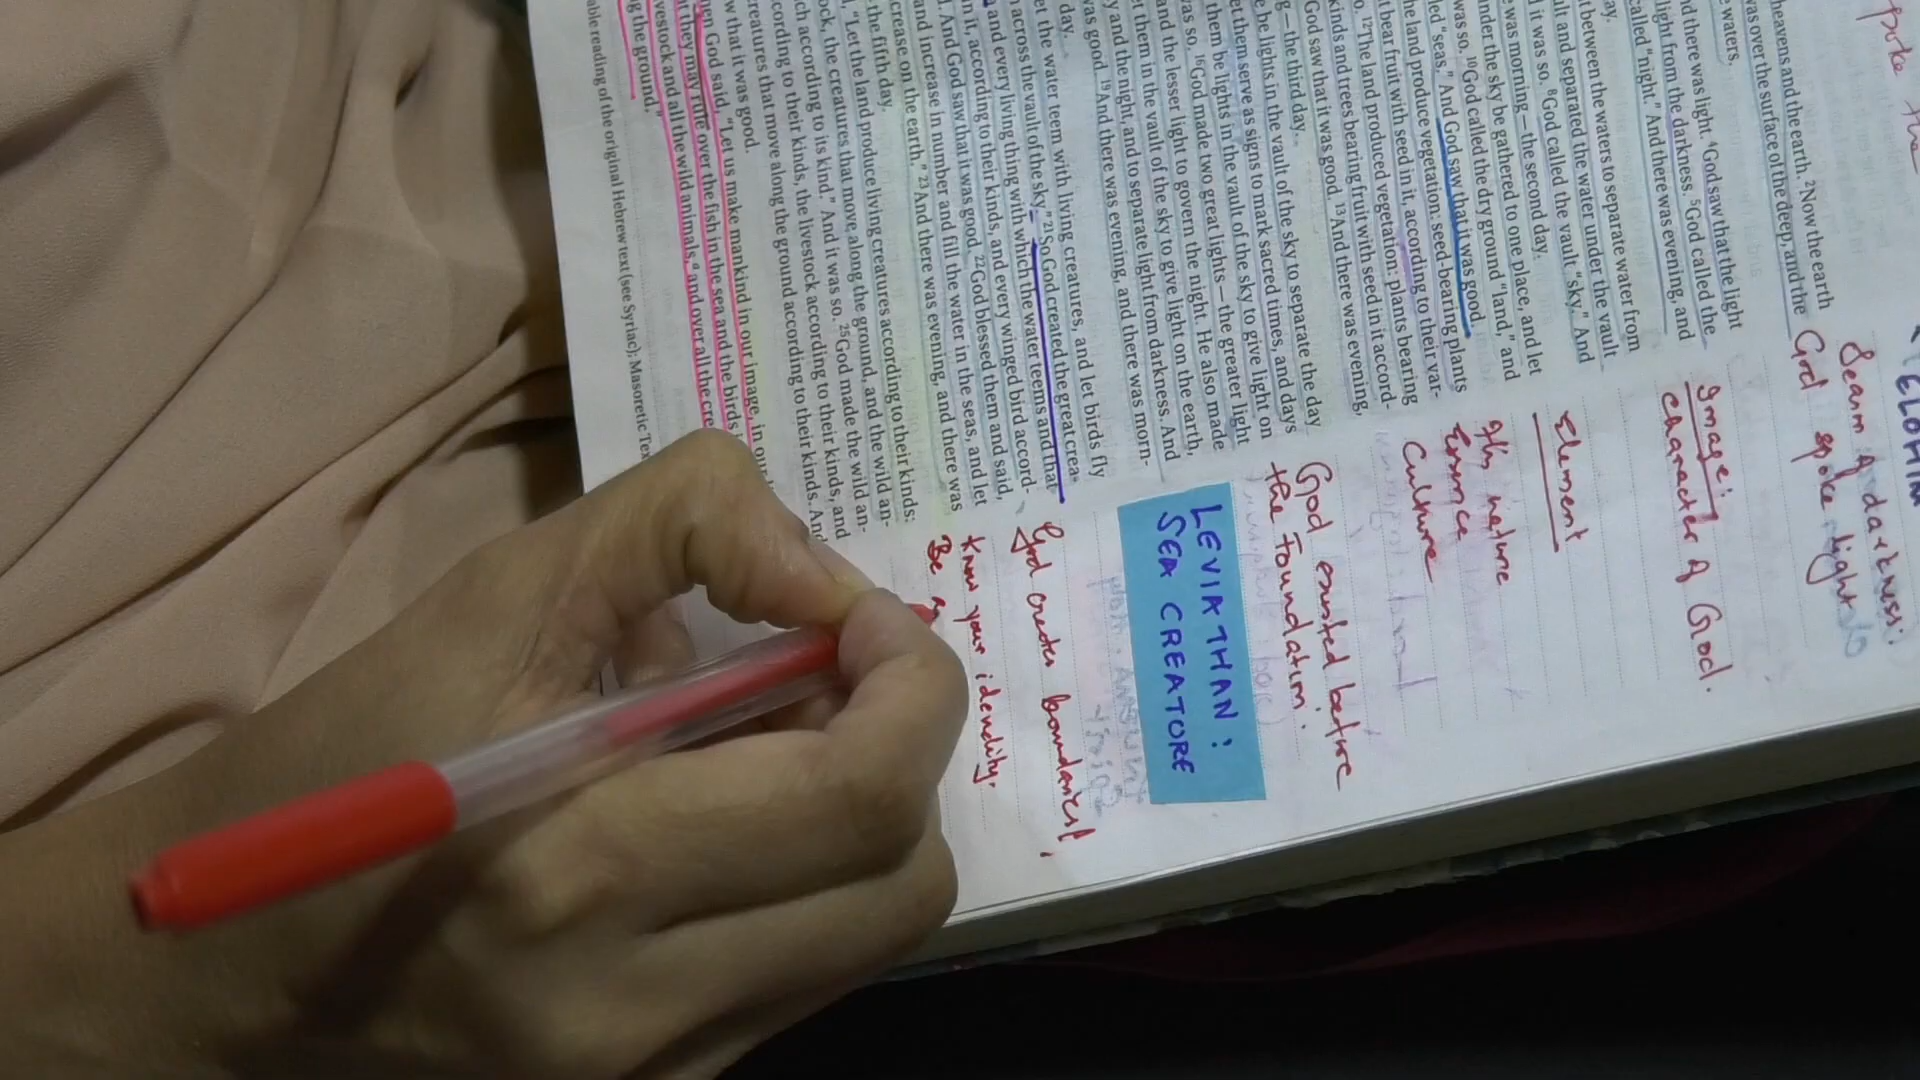 heavens and the earth. ²Now the earth
was over the surface of the deep, and the
e waters.
nd there was light. ⁴God saw that the light
light from the darkness. ⁵God called the
called "night." And there was evening, and
ay.
t between the waters to separate water from
ul and separated the water under the vault
d it was so. ⁸God called the vault "sky." And
e was morning — the second day.
under the sky be gathered to one place, and let
was so. ¹⁰God called the dry ground "land," and
led "seas." And God saw that it was good.
he land produce vegetation: seed-bearing plants
bear fruit with seed in it, according to their var-
o. ¹²The land produced vegetation: plants bearing
kinds and trees bearing fruit with seed in it accord-
God saw that it was good. ¹³And there was evening,
g — the third day.
e be lights in the vault of the sky to separate the day
et them serve as signs to mark sacred times, and days
them be lights in the vault of the sky to give light on
as so. ¹⁶God made two great lights — the greater light
and the lesser light to govern the night. He also made
t them in the vault of the sky to give light on the earth,
y and the night, and to separate light from darkness. And
was good. ¹⁹And there was evening, and there was morn-
day.
et the water teem with living creatures, and let birds fly
across the vault of the sky." ²¹So God created the great crea-
and every living thing with which the water teems and that
n it, according to their kinds, and every winged bird accord-
And God saw that it was good. ²²God blessed them and said,
and increase in number and fill the water in the seas, and let
crease on the earth." ²³And there was evening, and there was
the fifth day.
, "Let the land produce living creatures according to their kinds:
ock, the creatures that move along the ground, and the wild an-
ch according to its kind." And it was so. ²⁵God made the wild an-
ccording to their kinds, the livestock according to their kinds, and
creatures that move along the ground according to their kinds. And
w that it was good.
en God said, "Let us make mankind in our image, in our
they may rule over the fish in the sea and the birds
vestock and all the wild animals,ᵃ and over all the cre
ng the ground."
able reading of the original Hebrew text (see Syriac); Masoretic Tex
spoke the
ELOHIM
darkness:
God spoke light
Image:
character of God.
Element
His nature
Essence
Culture
God existed before
the Foundation.
LEVIATHAN:
SEA CREATORE
God creates boundaries!
Know your idendity.
Be